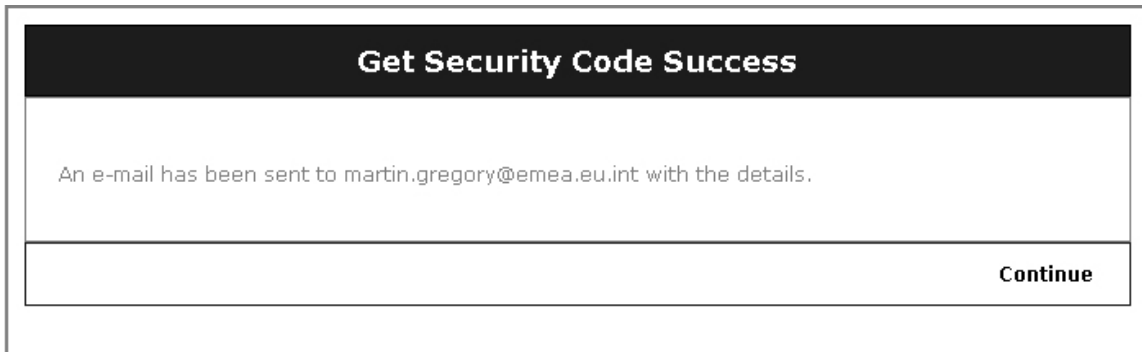 Get Security Code Success
An e-mail has been sent to martin.gregory@emea.eu.int with the details.
Continue